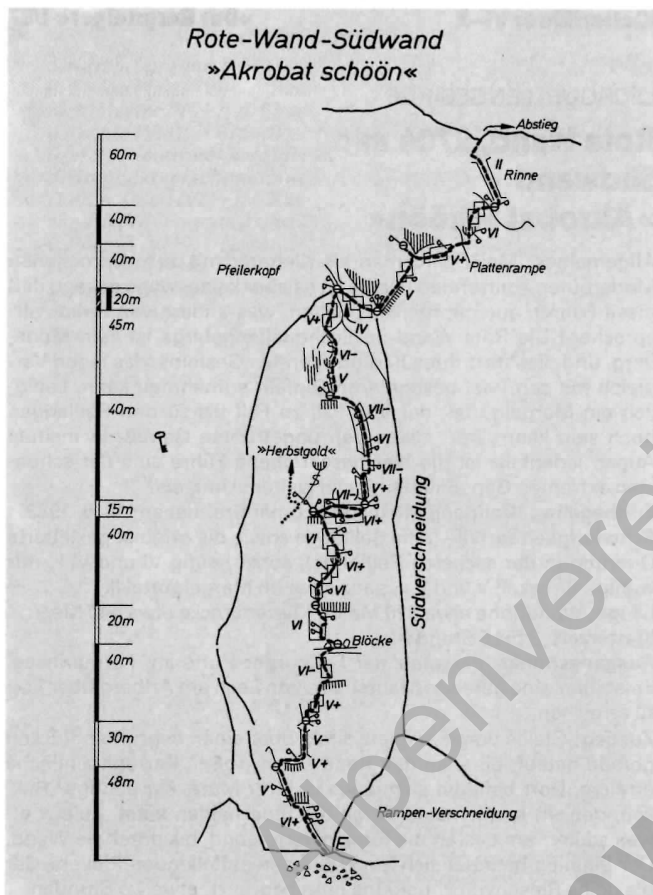 Rote-Wand-Südwand
»Akrobat schöön«
Abstieg
II
Rinne
60m
40m
VI
V+
Plattenrampe
40m
Pfeilerkopf
V
20m
IV
V+
45m
VI-
40m
VII-
VI
»Herbstgold«
VII-
V+
VII-
15m
VI+
40m
VI
VI+
Südverschneidung
20m
VI
Blöcke
40m
VI-
V+
30m
V-
V+
48m
VI+
Rampen-Verschneidung
E
Alpenverein